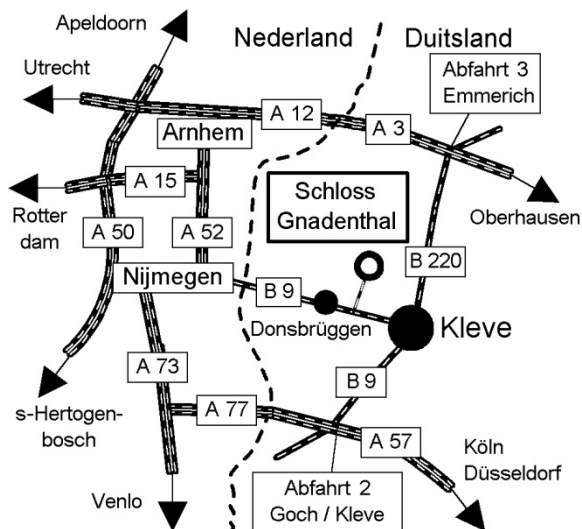 Apeldoorn
Nederland
Duitsland
Utrecht
Abfahrt 3
Emmerich
A 12
A 3
Arnhem
A 15
Schloss
Gnadenthal
Rotter
dam
Oberhausen
A 50
A 52
B 220
Nijmegen
B 9
Donsbrüggen
Kleve
A 73
B 9
s-Hertogen-
bosch
A 77
A 57
Köln
Düsseldorf
Abfahrt 2
Goch / Kleve
Venlo